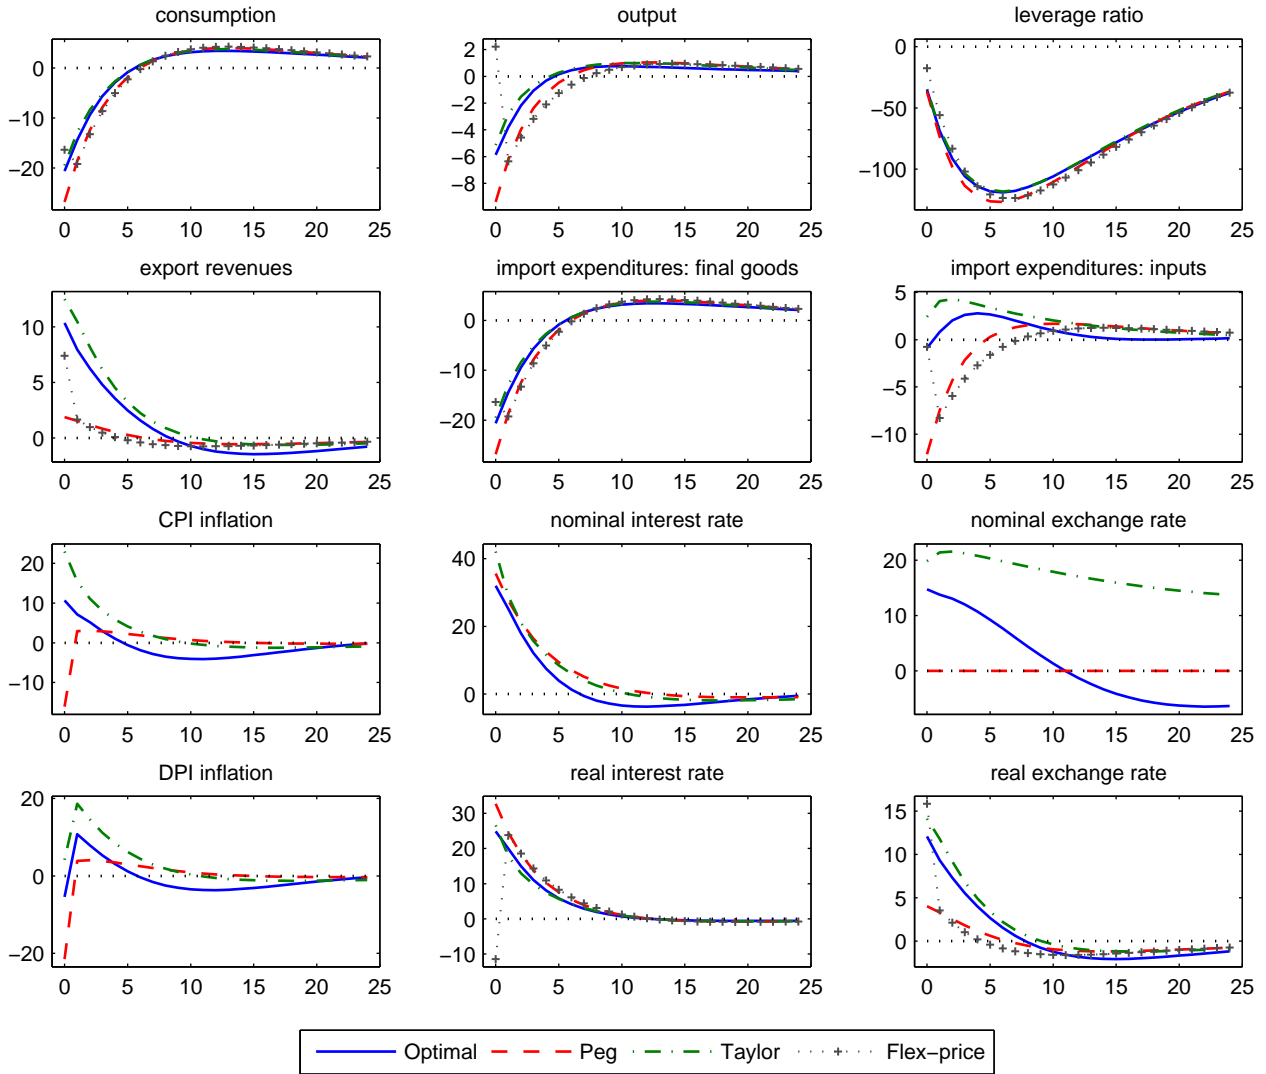 consumption
output
leverage ratio
0
−10
−20
0 5 10 15 20 25
2
0
−2
−4
−6
−8
0 5 10 15 20 25
0
−50
−100
0 5 10 15 20 25
export revenues
import expenditures: final goods
import expenditures: inputs
10
5
0
0 5 10 15 20 25
0
−10
−20
0 5 10 15 20 25
5
0
−5
−10
0 5 10 15 20 25
CPI inflation
nominal interest rate
nominal exchange rate
20
10
0
−10
0 5 10 15 20 25
40
20
0
0 5 10 15 20 25
20
10
0
0 5 10 15 20 25
DPI inflation
real interest rate
real exchange rate
20
0
−20
0 5 10 15 20 25
30
20
10
0
−10
0 5 10 15 20 25
15
10
5
0
0 5 10 15 20 25
Optimal Peg Taylor Flex−price